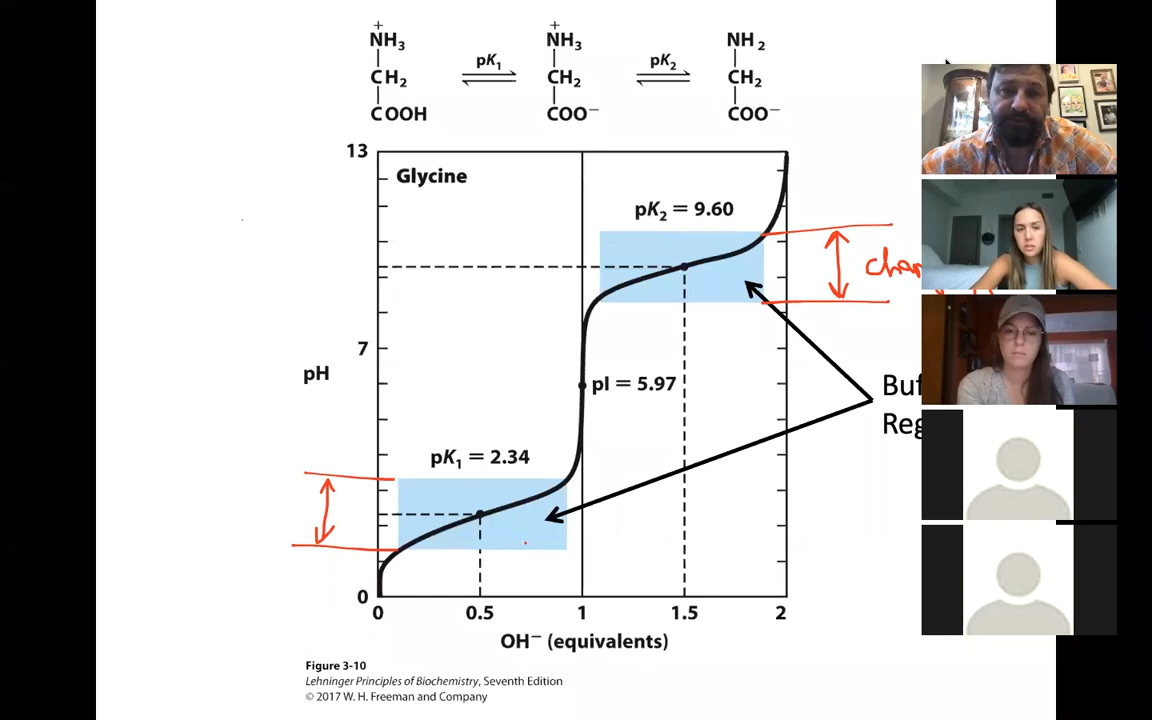 + +
NH3 NH3 NH2
pK1 pK2
CH2 CH2 CH2
COOH COO− COO−
13
Glycine
pK2 = 9.60
7
pH
pI = 5.97
pK1 = 2.34
0
0 0.5 1 1.5 2
OH− (equivalents)
Figure 3-10
Lehninger Principles of Biochemistry, Seventh Edition
© 2017 W. H. Freeman and Company